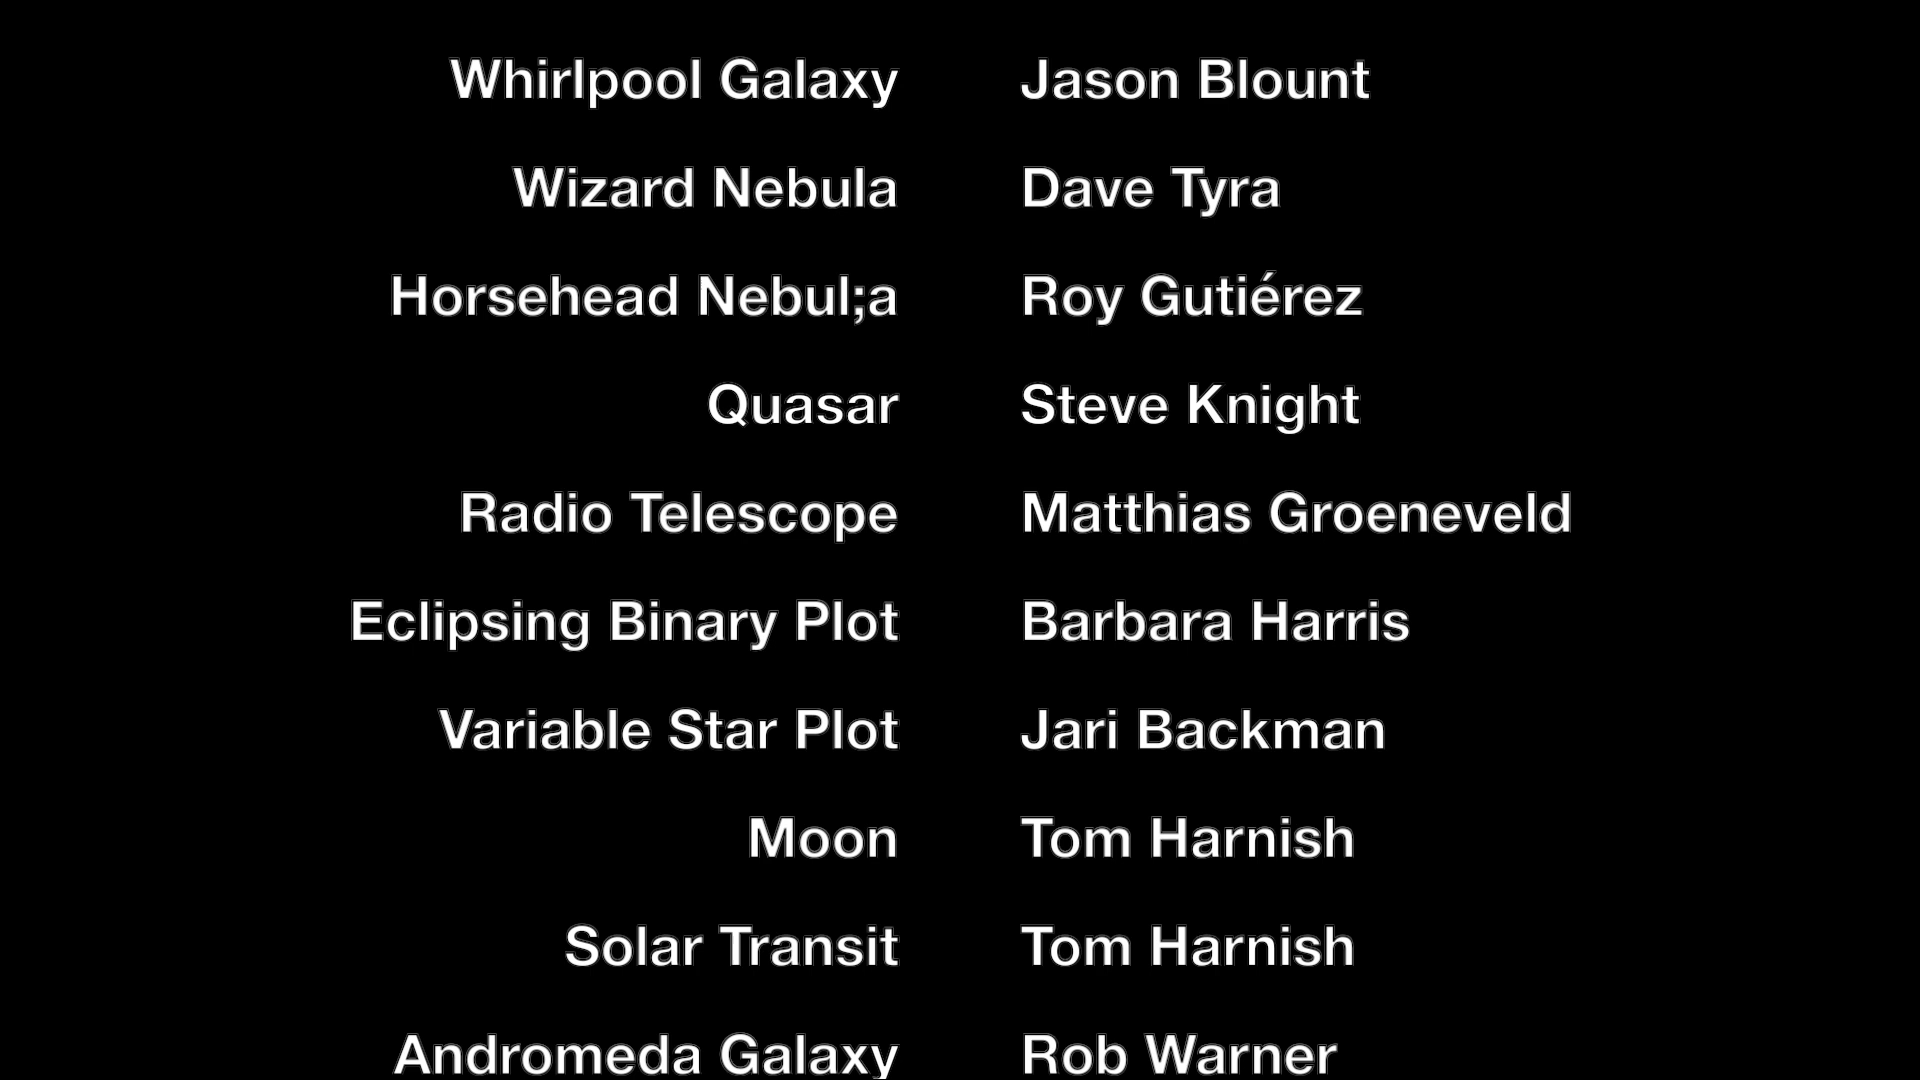 Whirlpool Galaxy Jason Blount
Wizard Nebula Dave Tyra
Horsehead Nebul;a Roy Gutiérez
Quasar Steve Knight
Radio Telescope Matthias Groeneveld
Eclipsing Binary Plot Barbara Harris
Variable Star Plot Jari Backman
Moon Tom Harnish
Solar Transit Tom Harnish
Andromeda Galaxy Rob Warner